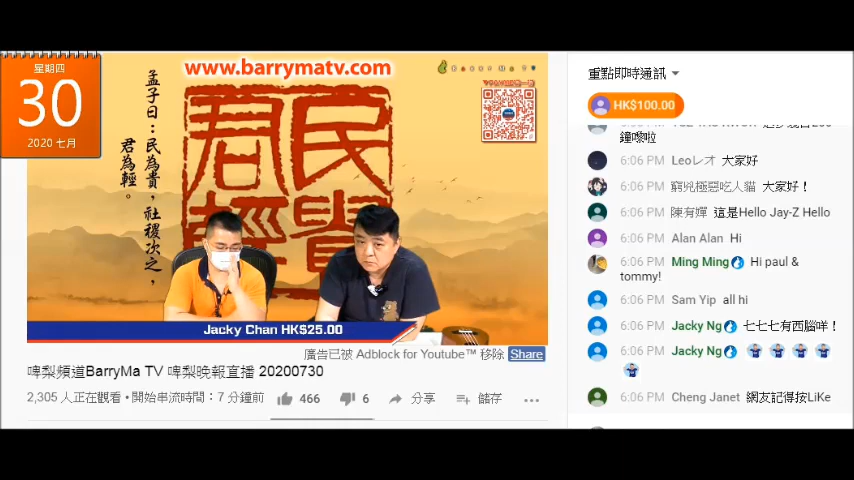 星期四
30
2020 七月
www.barrymatv.com
孟子曰：民為貴，社稷次之，
君為輕。
民貴
君輕
Jacky Chan HK$25.00
廣告已被 Adblock for Youtube™ 移除 Share
啤梨頻道BarryMa TV 啤梨晚報直播 20200730
2,305 人正在觀看 • 開始串流時間：7 分鐘前
466
6
分享
儲存
重點即時通訊
HK$100.00
鐘嚟啦
6:06 PM Leoレオ 大家好
6:06 PM 窮兇極惡吃人貓 大家好！
6:06 PM 陳有嬋 這是Hello Jay-Z Hello
6:06 PM Alan Alan Hi
6:06 PM Ming Ming Hi paul &
tommy!
6:06 PM Sam Yip all hi
6:06 PM Jacky Ng 七七七有西腦咩！
6:06 PM Jacky Ng
6:06 PM Cheng Janet 網友記得按LiKe